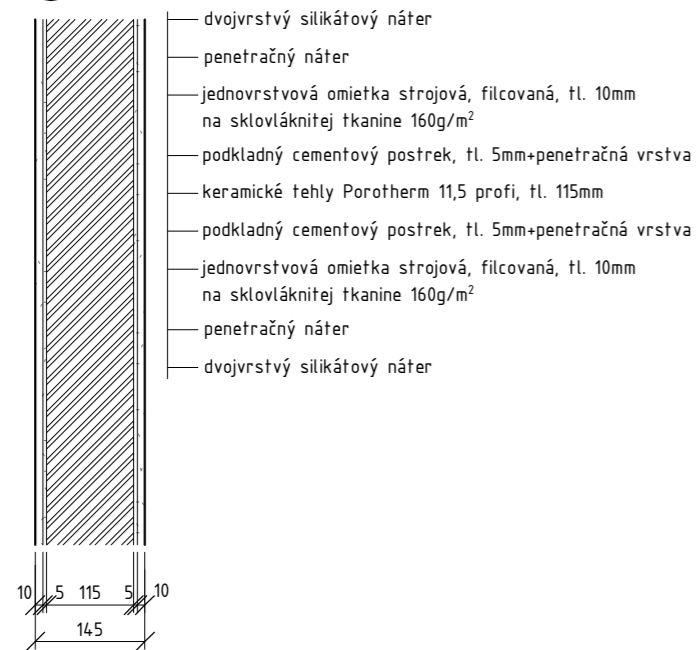 dvojvrstvý silikátový náter
penetračný náter
jednovrstvová omietka strojová, filcovaná, tl. 10mm
na sklovláknitej tkanine 160g/m²
podkladný cementový postrek, tl. 5mm+penetračná vrstva
keramické tehly Porotherm 11,5 profi, tl. 115mm
podkladný cementový postrek, tl. 5mm+penetračná vrstva
jednovrstvová omietka strojová, filcovaná, tl. 10mm
na sklovláknitej tkanine 160g/m²
penetračný náter
dvojvrstvý silikátový náter
10 5 115 5 10
145